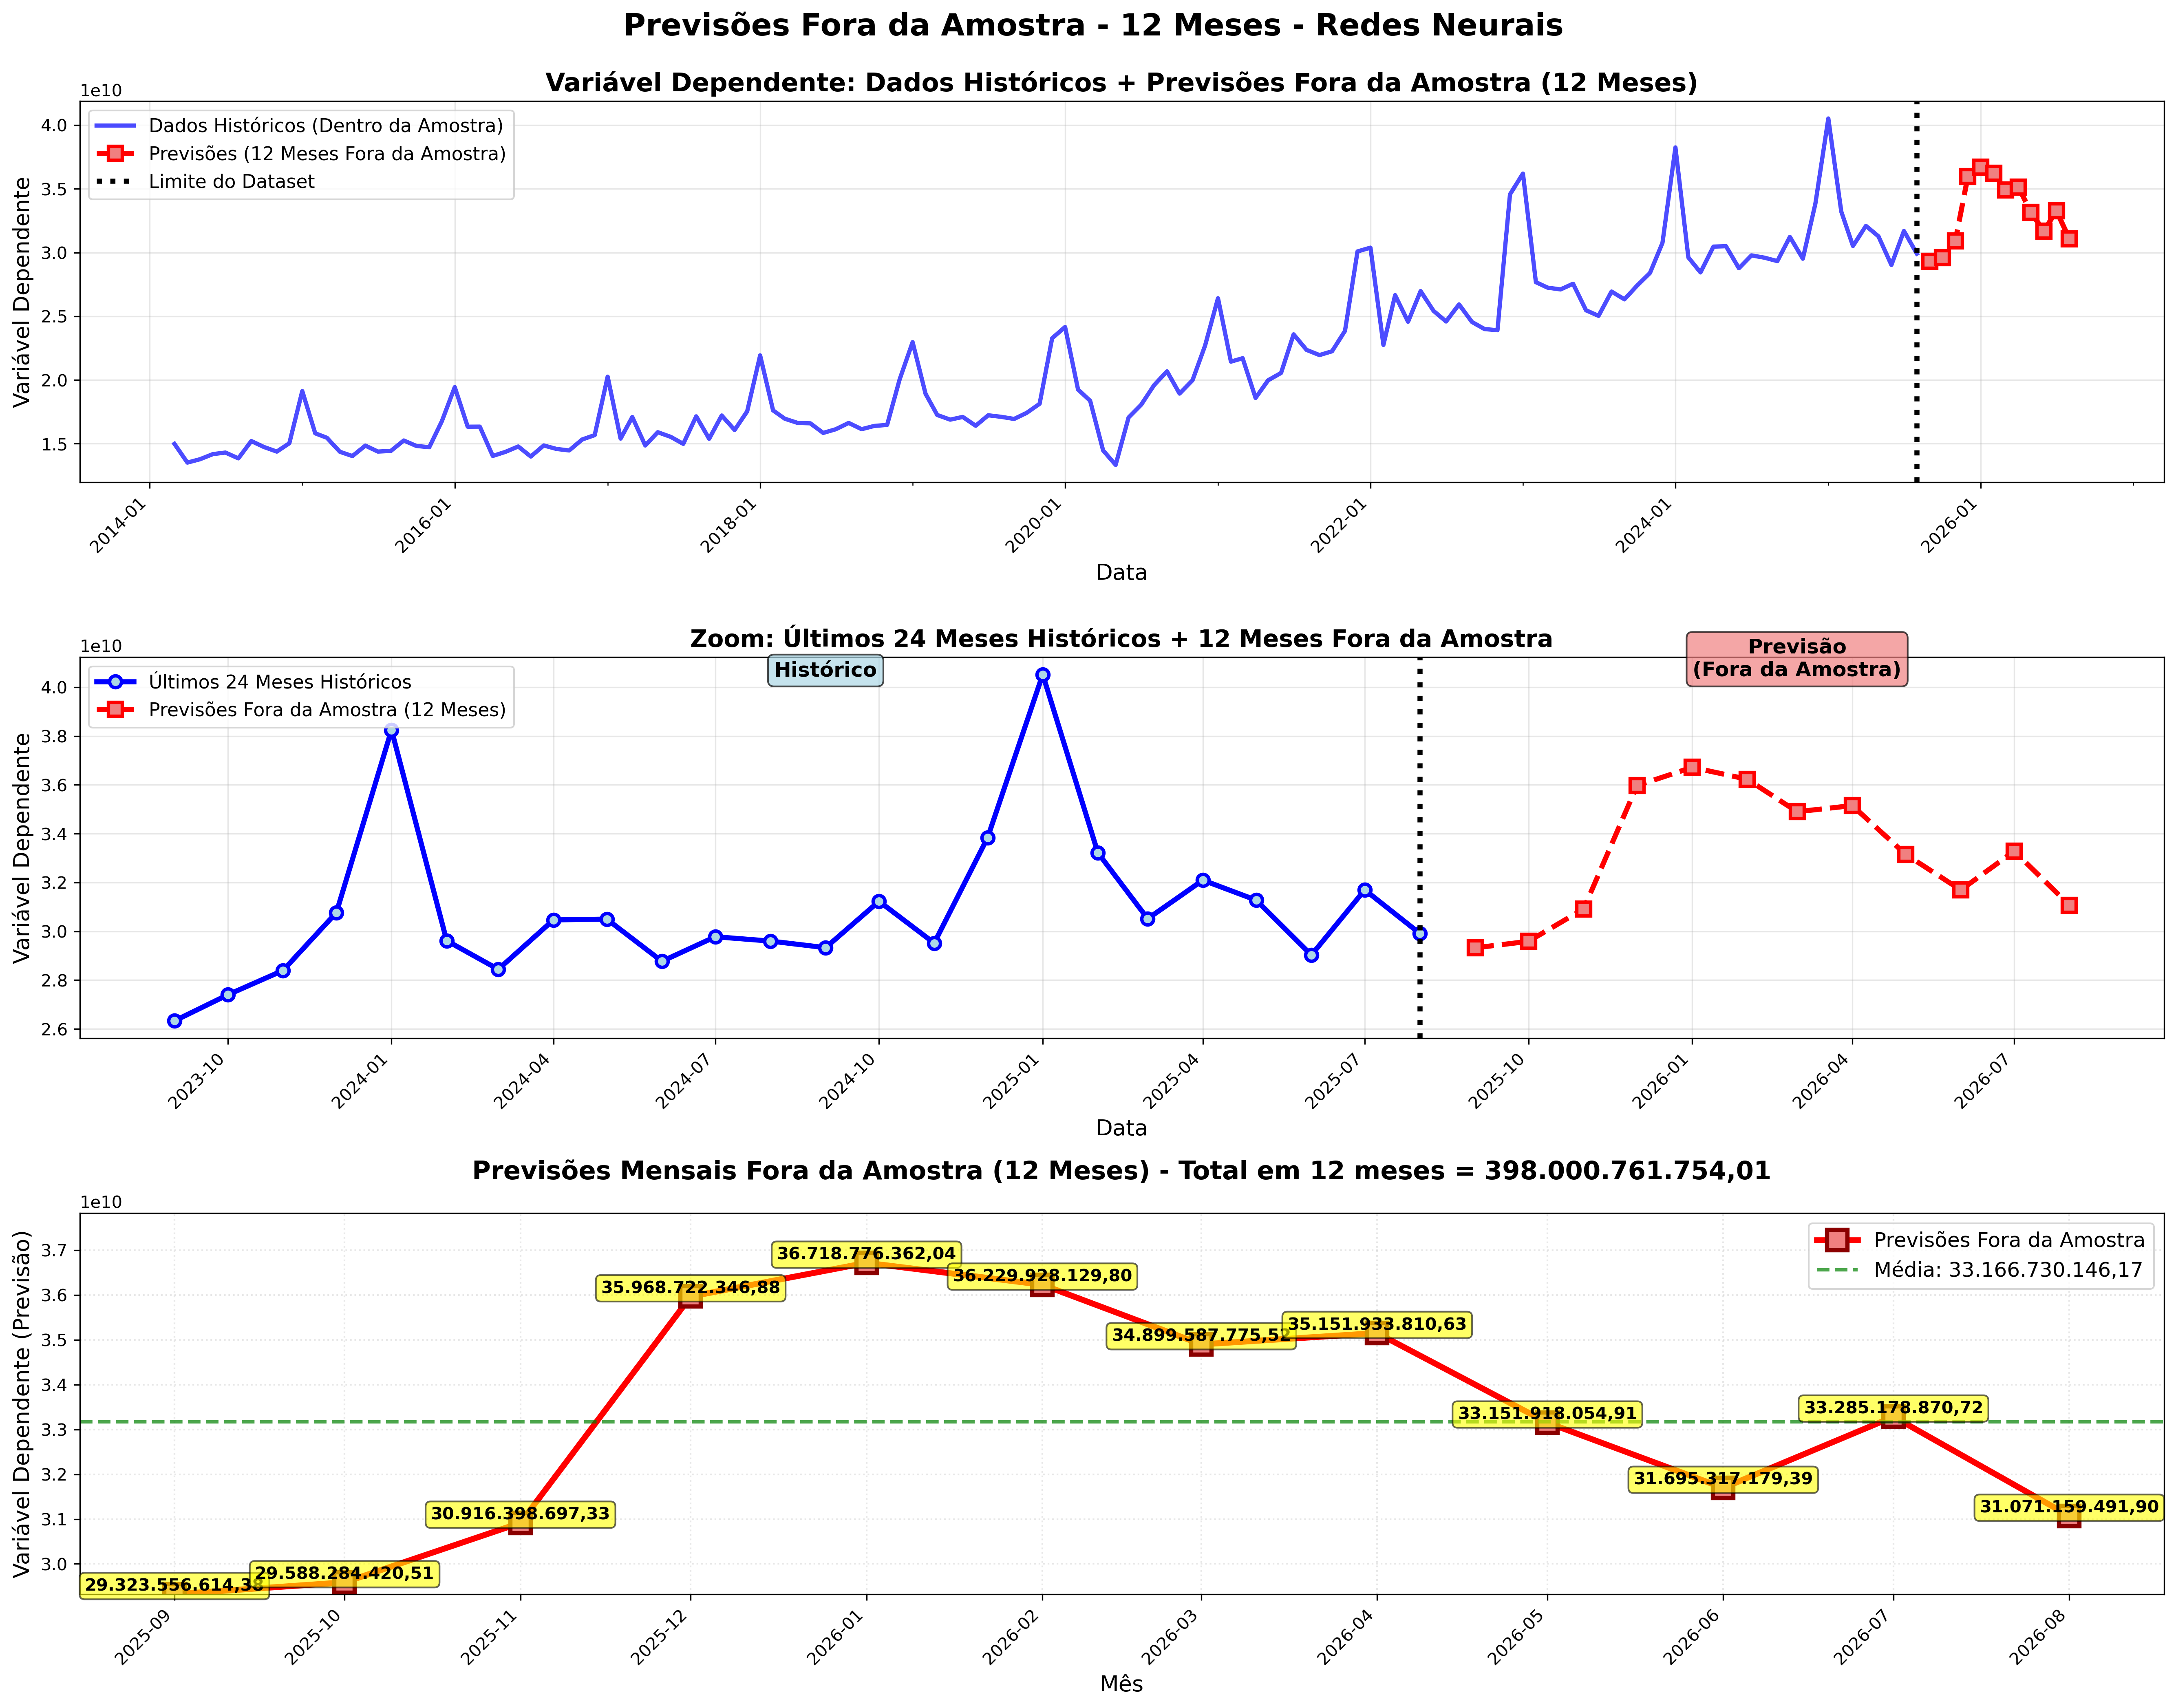 Previsões Fora da Amostra - 12 Meses - Redes Neurais
Variável Dependente: Dados Históricos + Previsões Fora da Amostra (12 Meses)
1e10
Dados Históricos (Dentro da Amostra)
Previsões (12 Meses Fora da Amostra)
Limite do Dataset
Variável Dependente
4.0
3.5
3.0
2.5
2.0
1.5
2014-01
2016-01
2018-01
2020-01
2022-01
2024-01
2026-01
Data
Zoom: Últimos 24 Meses Históricos + 12 Meses Fora da Amostra
1e10
Últimos 24 Meses Históricos
Previsões Fora da Amostra (12 Meses)
Histórico
Previsão
(Fora da Amostra)
Variável Dependente
4.0
3.8
3.6
3.4
3.2
3.0
2.8
2.6
2023-10
2024-01
2024-04
2024-07
2024-10
2025-01
2025-04
2025-07
2025-10
2026-01
2026-04
2026-07
Data
Previsões Mensais Fora da Amostra (12 Meses) - Total em 12 meses = 398.000.761.754,01
1e10
Previsões Fora da Amostra
Média: 33.166.730.146,17
Variável Dependente (Previsão)
3.7
3.6
3.5
3.4
3.3
3.2
3.1
3.0
29.323.556.614,38
29.588.284.420,51
30.916.398.697,33
35.968.722.346,88
36.718.776.362,04
36.229.928.129,80
34.899.587.775,52
35.151.933.810,63
33.151.918.054,91
31.695.317.179,39
33.285.178.870,72
31.071.159.491,90
2025-09
2025-10
2025-11
2025-12
2026-01
2026-02
2026-03
2026-04
2026-05
2026-06
2026-07
2026-08
Mês